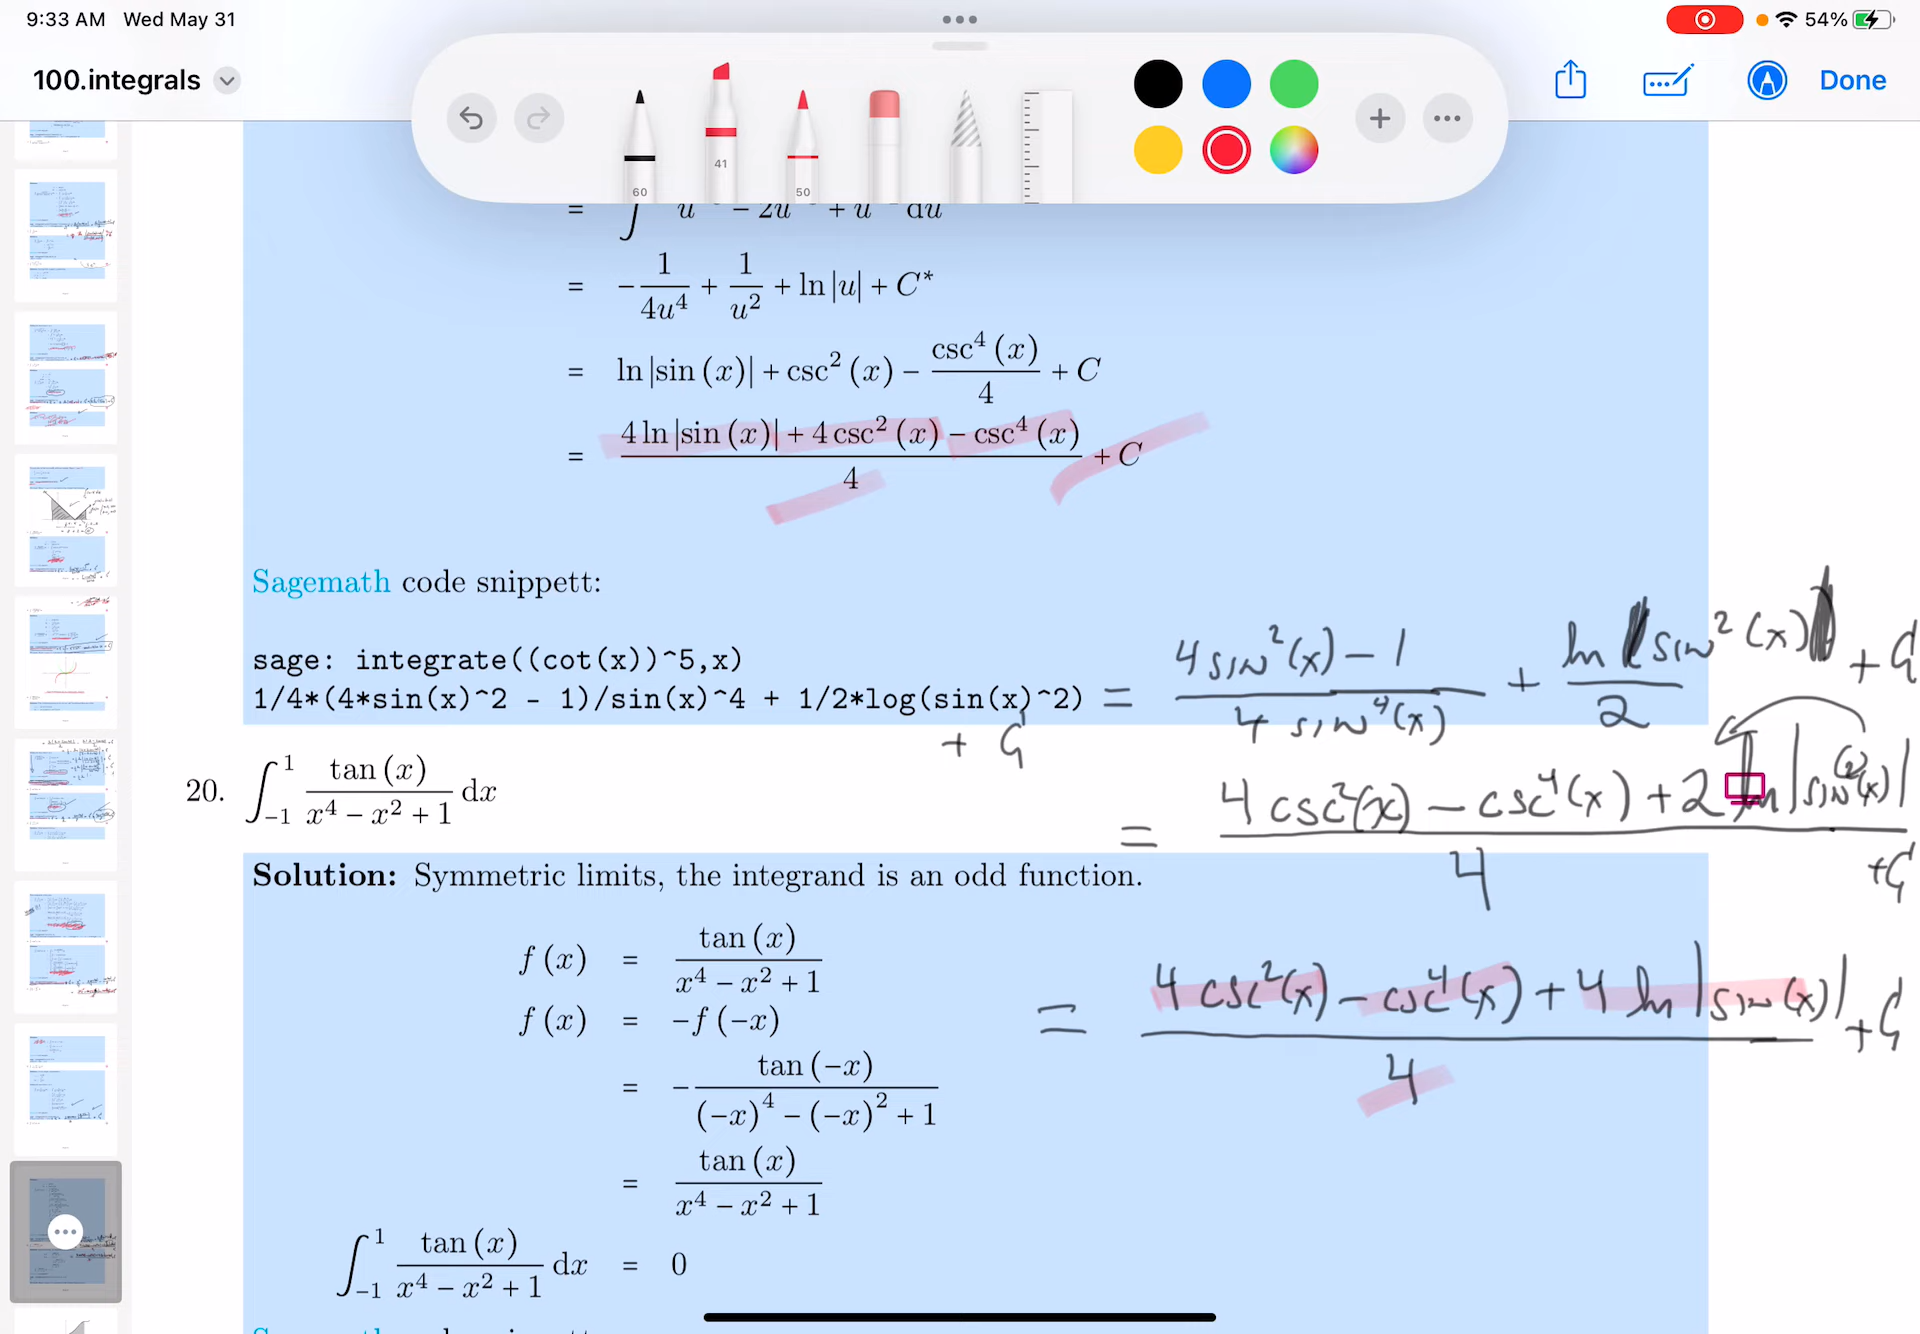 9:33 AM Wed May 31
54%
100.integrals
Done
60 41 50
= ∫ u − 2u + u du
= −1/(4u⁴) + 1/u² + ln|u| + C*
= ln|sin (x)| + csc² (x) − csc⁴ (x)/4 + C
= (4 ln|sin (x)| + 4 csc² (x) − csc⁴ (x))/4 + C
Sagemath code snippett:
sage: integrate((cot(x))^5,x)
1/4*(4*sin(x)^2 - 1)/sin(x)^4 + 1/2*log(sin(x)^2)
+ C
= (4 sin²(x) − 1)/(4 sin⁴(x)) + ln(sin²(x))/2 + C
= (4 csc²(x) − csc⁴(x) + 2 ln|sin²(x)|)/4 + C
= (4 csc²(x) − csc⁴(x) + 4 ln|sin(x)|)/4 + C
20. ∫₋₁¹ tan (x)/(x⁴ − x² + 1) dx
Solution: Symmetric limits, the integrand is an odd function.
f (x) = tan (x)/(x⁴ − x² + 1)
f (x) = −f (−x)
= −tan (−x)/((−x)⁴ − (−x)² + 1)
= tan (x)/(x⁴ − x² + 1)
∫₋₁¹ tan (x)/(x⁴ − x² + 1) dx = 0